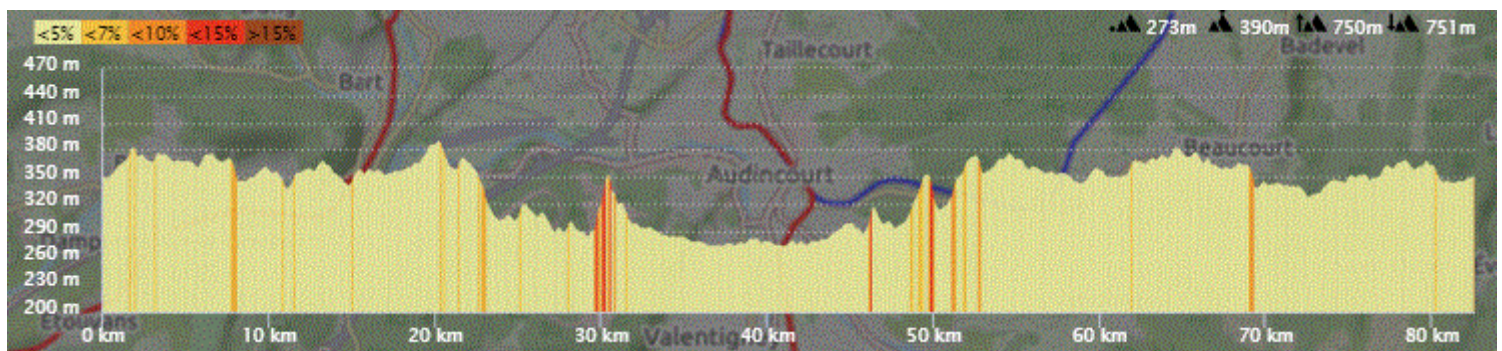 <5% <7% <10% <15% >15%
273m 390m 750m 751m
Taillecourt
Badevel
Bart
470 m
440 m
410 m
380 m
350 m
320 m
290 m
260 m
230 m
200 m
Beaucourt
Audincourt
Etouvans
Valentigney
0 km 10 km 20 km 30 km 40 km 50 km 60 km 70 km 80 km